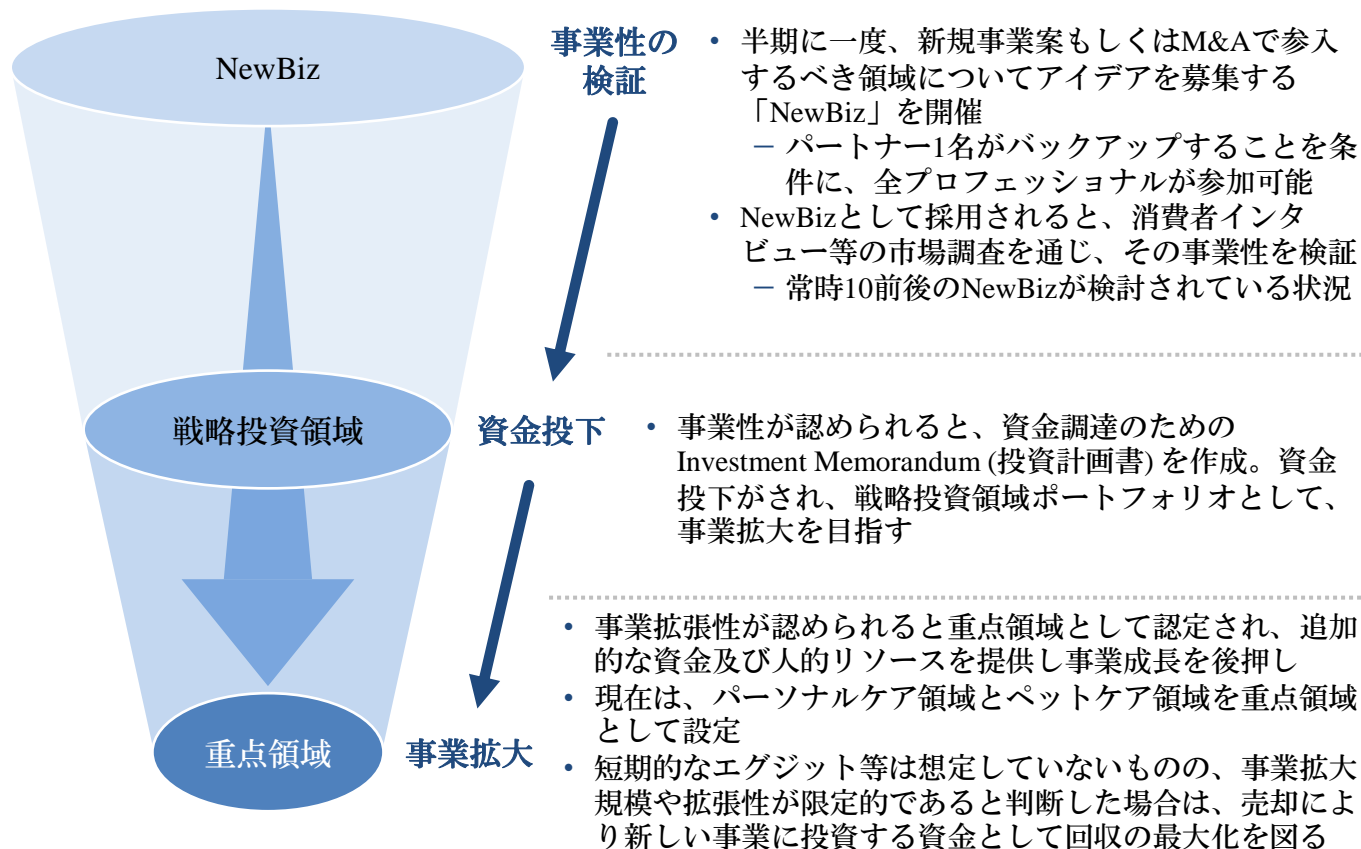 NewBiz
事業性の
検証
• 半期に一度、新規事業案もしくはM&Aで参入
するべき領域についてアイデアを募集する
「NewBiz」を開催
– パートナー1名がバックアップすることを条
件に、全プロフェッショナルが参加可能
• NewBizとして採用されると、消費者インタ
ビュー等の市場調査を通じ、その事業性を検証
– 常時10前後のNewBizが検討されている状況
戦略投資領域
資金投下
• 事業性が認められると、資金調達のための
Investment Memorandum (投資計画書) を作成。資金
投下がされ、戦略投資領域ポートフォリオとして、
事業拡大を目指す
重点領域
事業拡大
• 事業拡張性が認められると重点領域として認定され、追加
的な資金及び人的リソースを提供し事業成長を後押し
• 現在は、パーソナルケア領域とペットケア領域を重点領域
として設定
• 短期的なエグジット等は想定していないものの、事業拡大
規模や拡張性が限定的であると判断した場合は、売却によ
り新しい事業に投資する資金として回収の最大化を図る